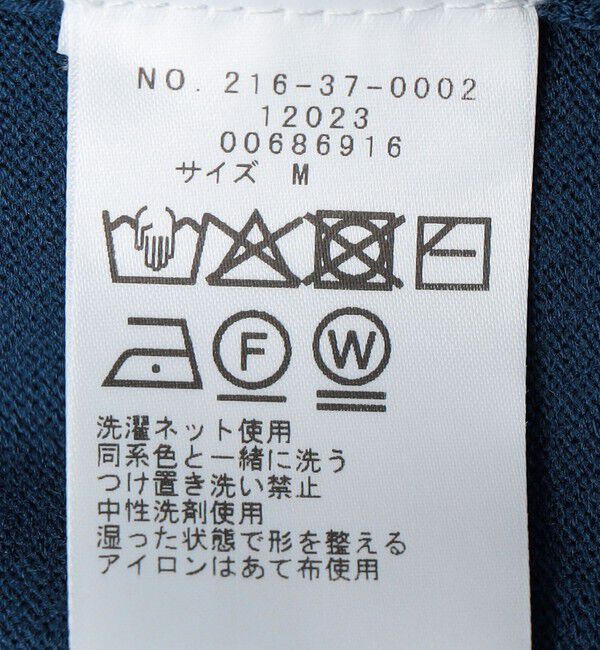 NO. 216-37-0002
12023
00686916
サイズ M
F W
洗濯ネット使用
同系色と一緒に洗う
つけ置き洗い禁止
中性洗剤使用
湿った状態で形を整える
アイロンはあて布使用